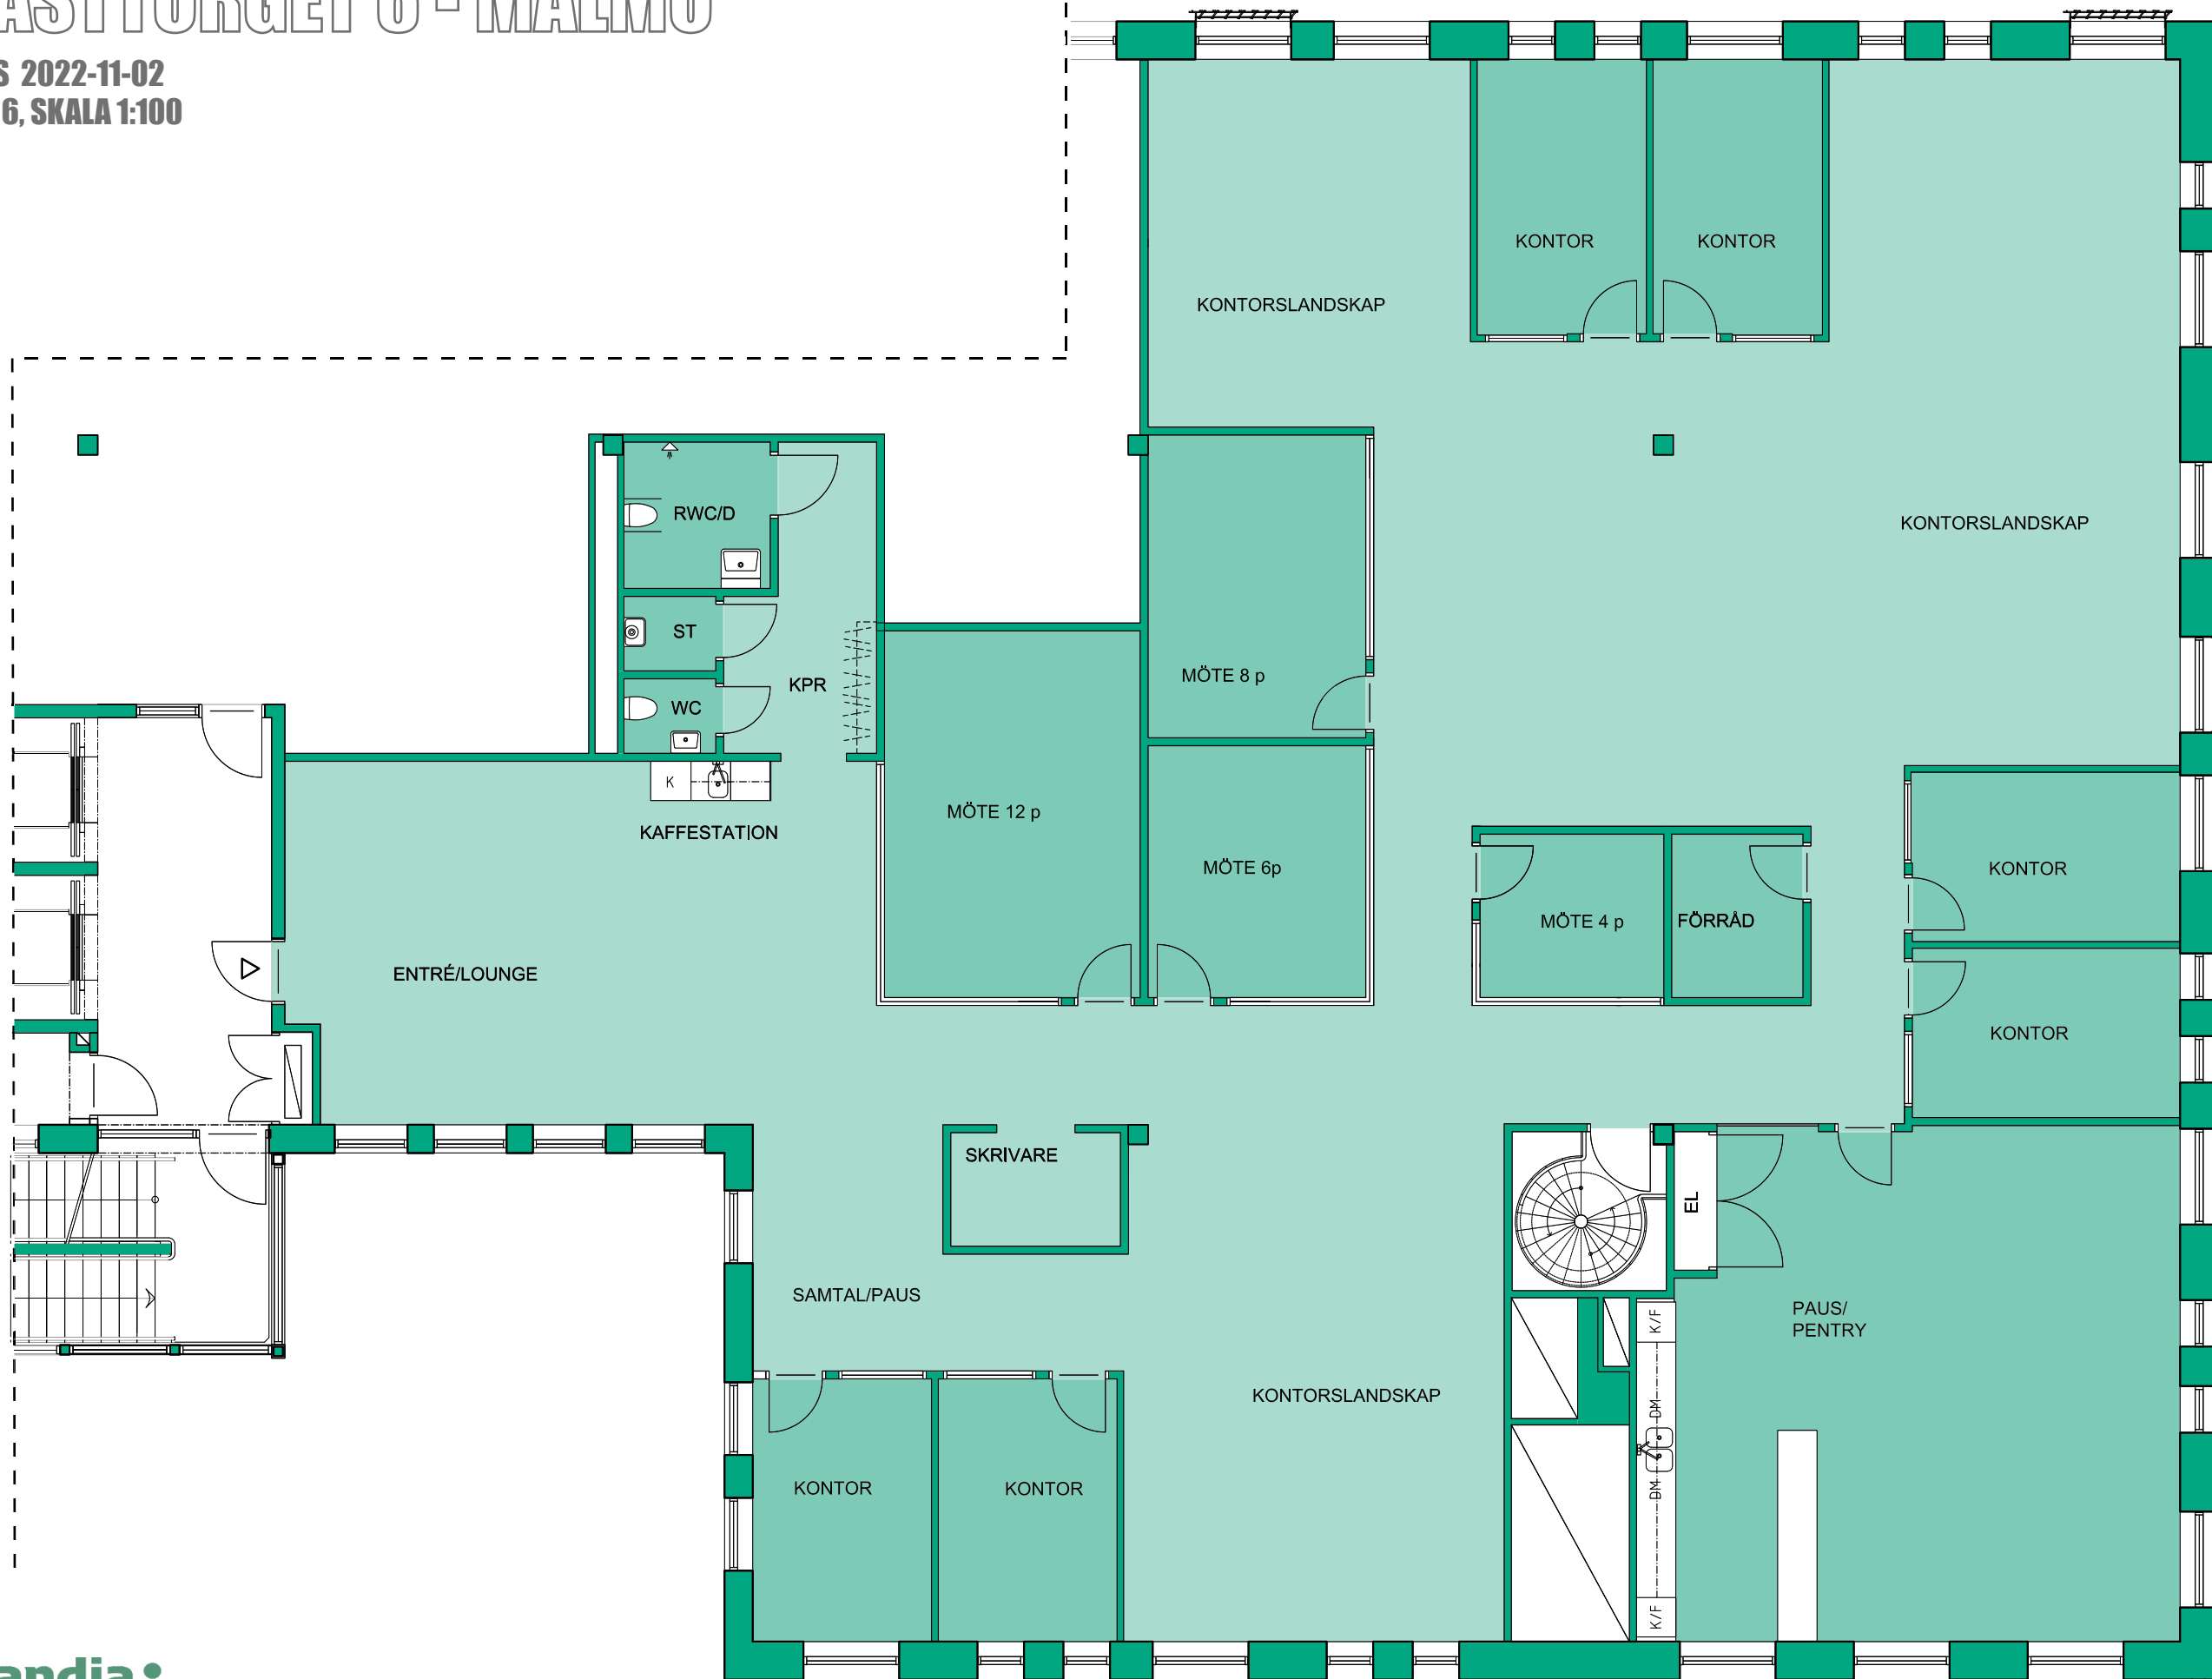 2022-11-02
6, SKALA 1:100
KONTOR
KONTOR
KONTORSLANDSKAP
RWC/D
KONTORSLANDSKAP
ST
MÖTE 8 p
KPR
WC
K
MÖTE 12 p
KAFFESTATION
MÖTE 6p
KONTOR
MÖTE 4 p
FÖRRÅD
ENTRÉ/LOUNGE
KONTOR
SKRIVARE
EL
SAMTAL/PAUS
PAUS/
PENTRY
K/F
KONTORSLANDSKAP
DM
KONTOR
KONTOR
DM
K/F